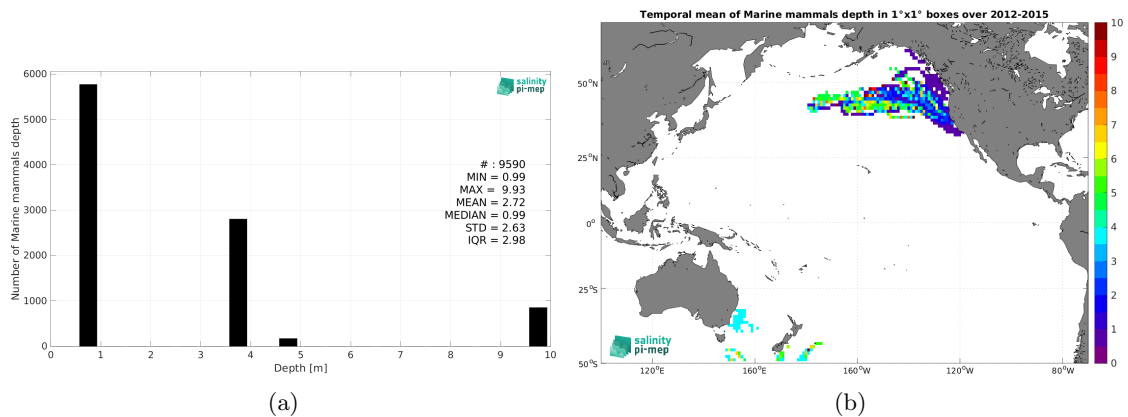 6000
5000
4000
3000
2000
1000
0
Number of Marine mammals depth
salinity
pi-mep
# : 9590
MIN = 0.99
MAX = 9.93
MEAN = 2.72
MEDIAN = 0.99
STD = 2.63
IQR = 2.98
0 1 2 3 4 5 6 7 8 9 10
Depth [m]
(a)
Temporal mean of Marine mammals depth in 1°x1° boxes over 2012-2015
50°N
25°N
0°
25°S
50°S
120°E 160°E 160°W 120°W 80°W
salinity
pi-mep
10
9
8
7
6
5
4
3
2
1
0
(b)